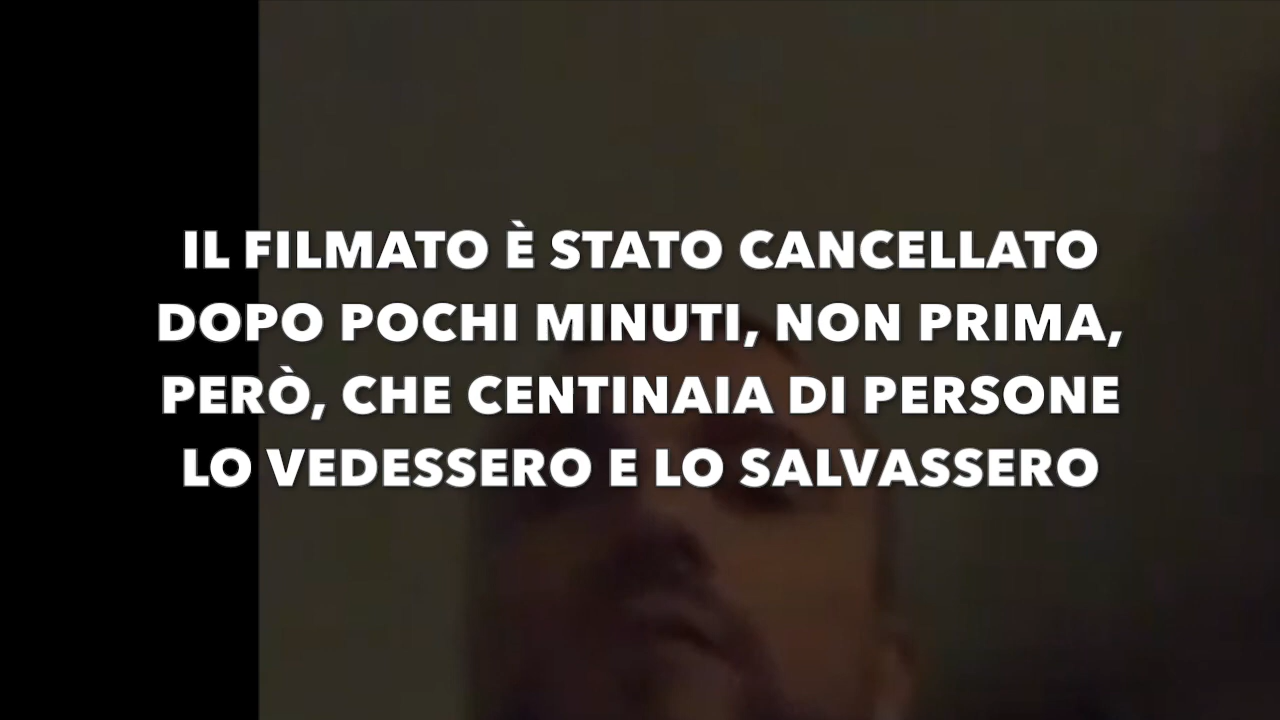 IL FILMATO È STATO CANCELLATO
DOPO POCHI MINUTI, NON PRIMA,
PERÒ, CHE CENTINAIA DI PERSONE
LO VEDESSERO E LO SALVASSERO